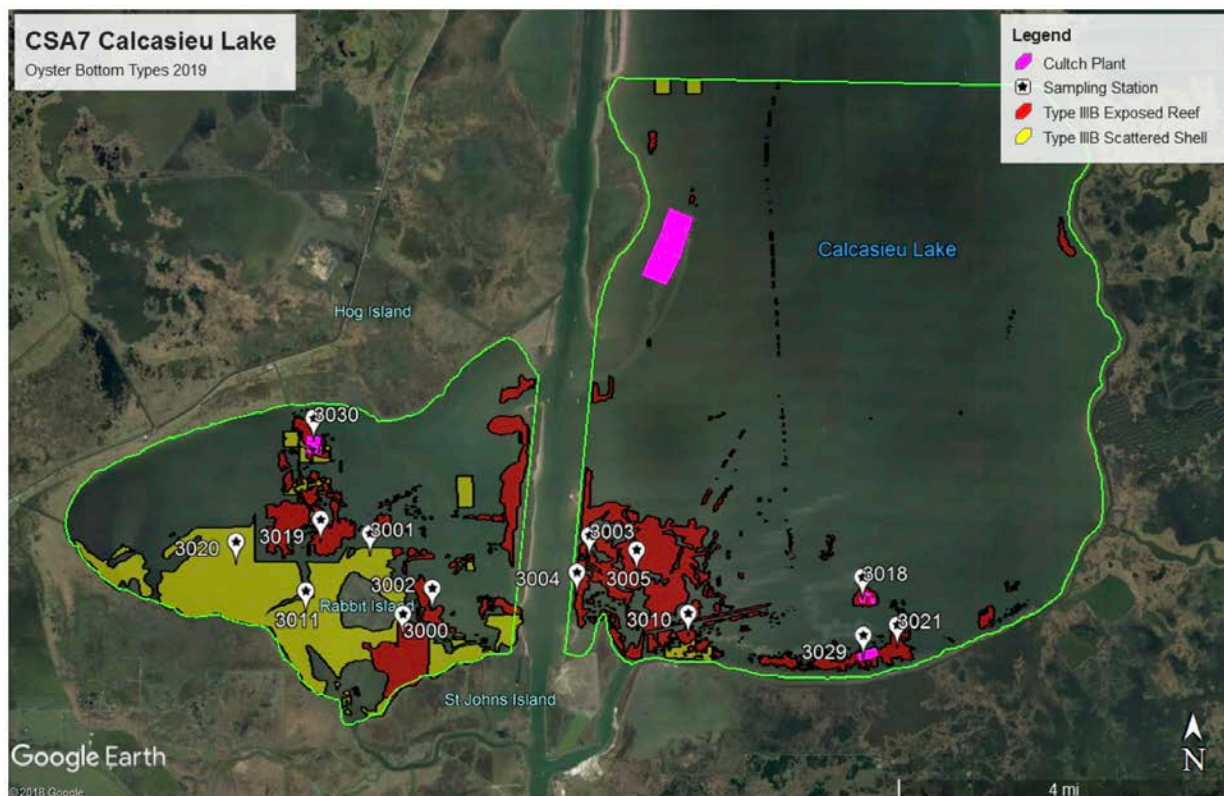 CSA7 Calcasieu Lake
Oyster Bottom Types 2019
Legend
Cultch Plant
Sampling Station
Type IIIB Exposed Reef
Type IIIB Scattered Shell
Calcasieu Lake
Hog Island
3030
3019
3001
3003
3020
3005
3004
3002
3018
3011
Rabbit Island
3000
3010
3021
3029
St Johns Island
N
Google Earth
© 2018 Google
4 mi